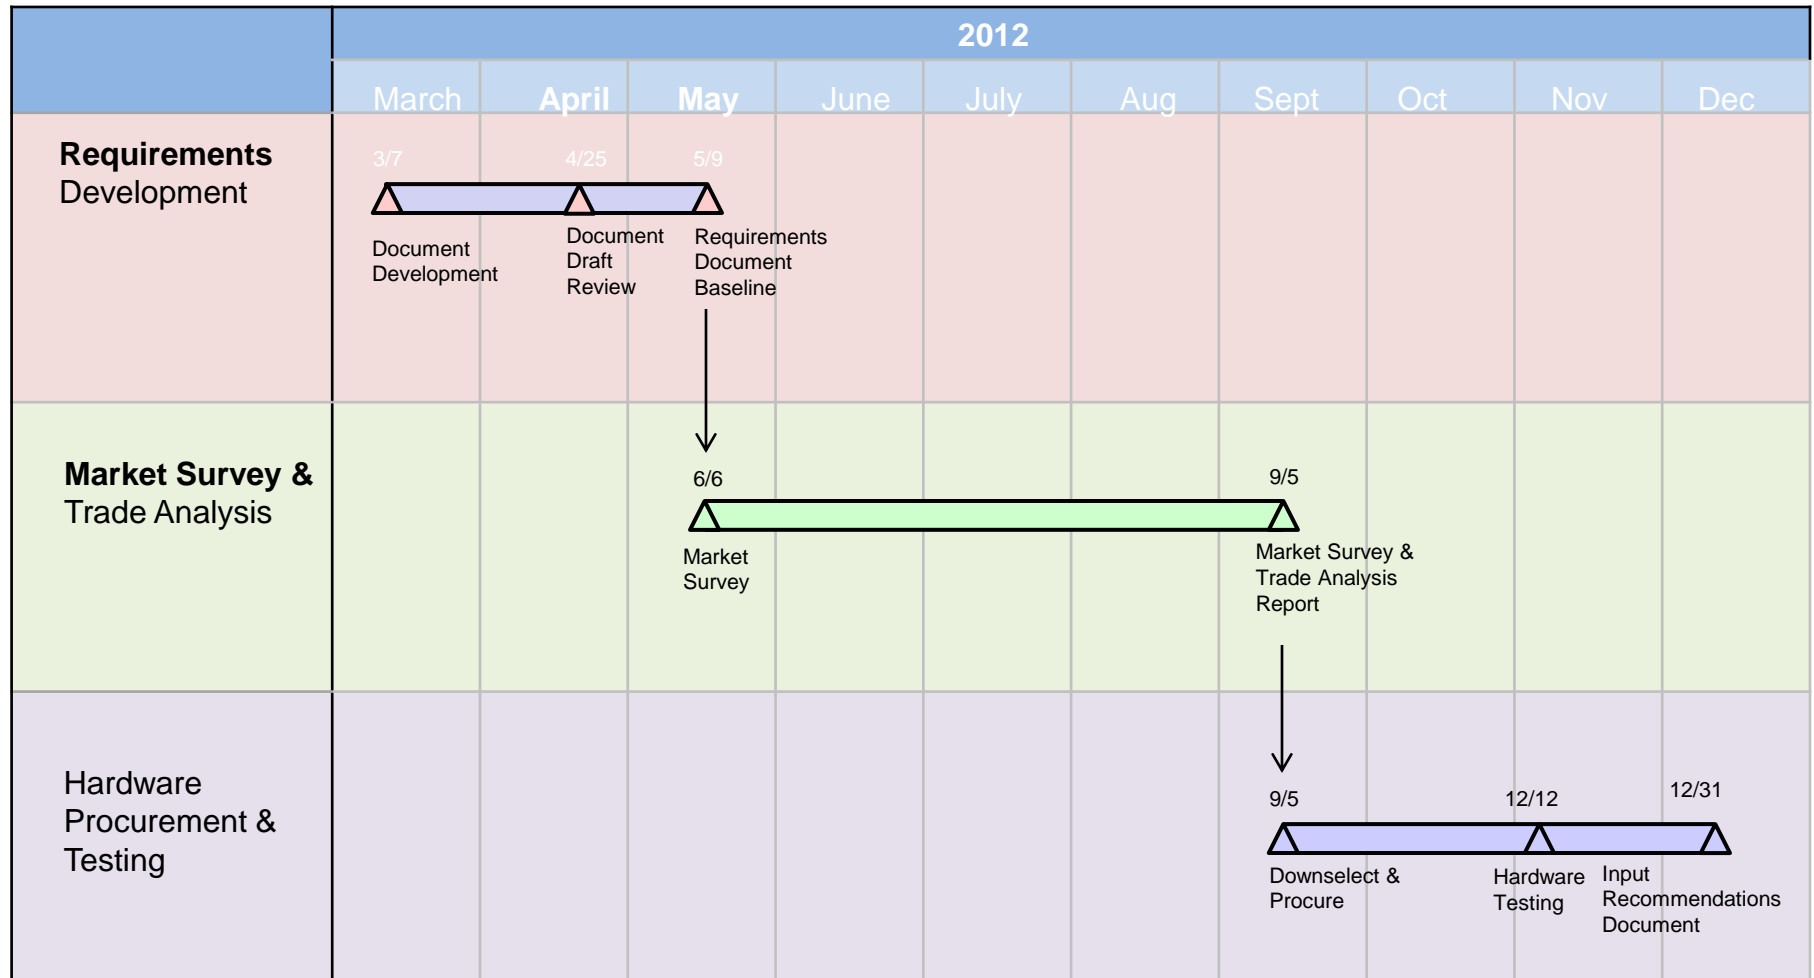 2012
March April May June July Aug Sept Oct Nov Dec
Requirements
Development
3/7 4/25 5/9
Document
Development
Document
Draft
Review
Requirements
Document
Baseline
Market Survey &
Trade Analysis
6/6 9/5
Market
Survey
Market Survey &
Trade Analysis
Report
Hardware
Procurement &
Testing
9/5 12/12 12/31
Downselect &
Procure
Hardware
Testing
Input
Recommendations
Document